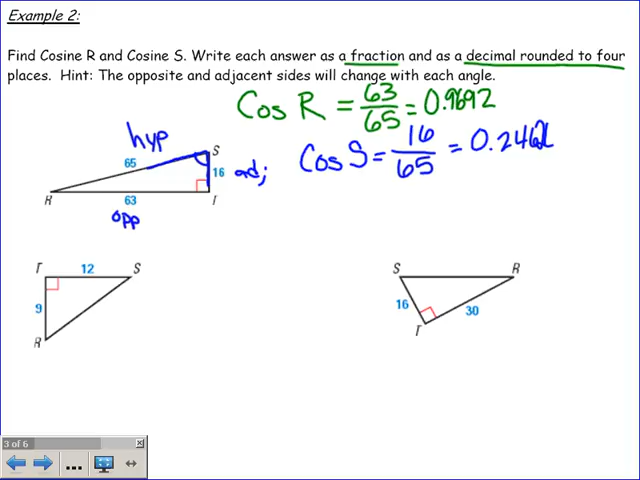 Example 2:
Find Cosine R and Cosine S. Write each answer as a fraction and as a decimal rounded to four
places. Hint: The opposite and adjacent sides will change with each angle.
Cos R = 63/65 = 0.9692
Cos S = 16/65 = 0.2462
hyp
S
65
16
adj
R
63
T
opp
T
12
S
9
R
S
R
16
30
T
3 of 6